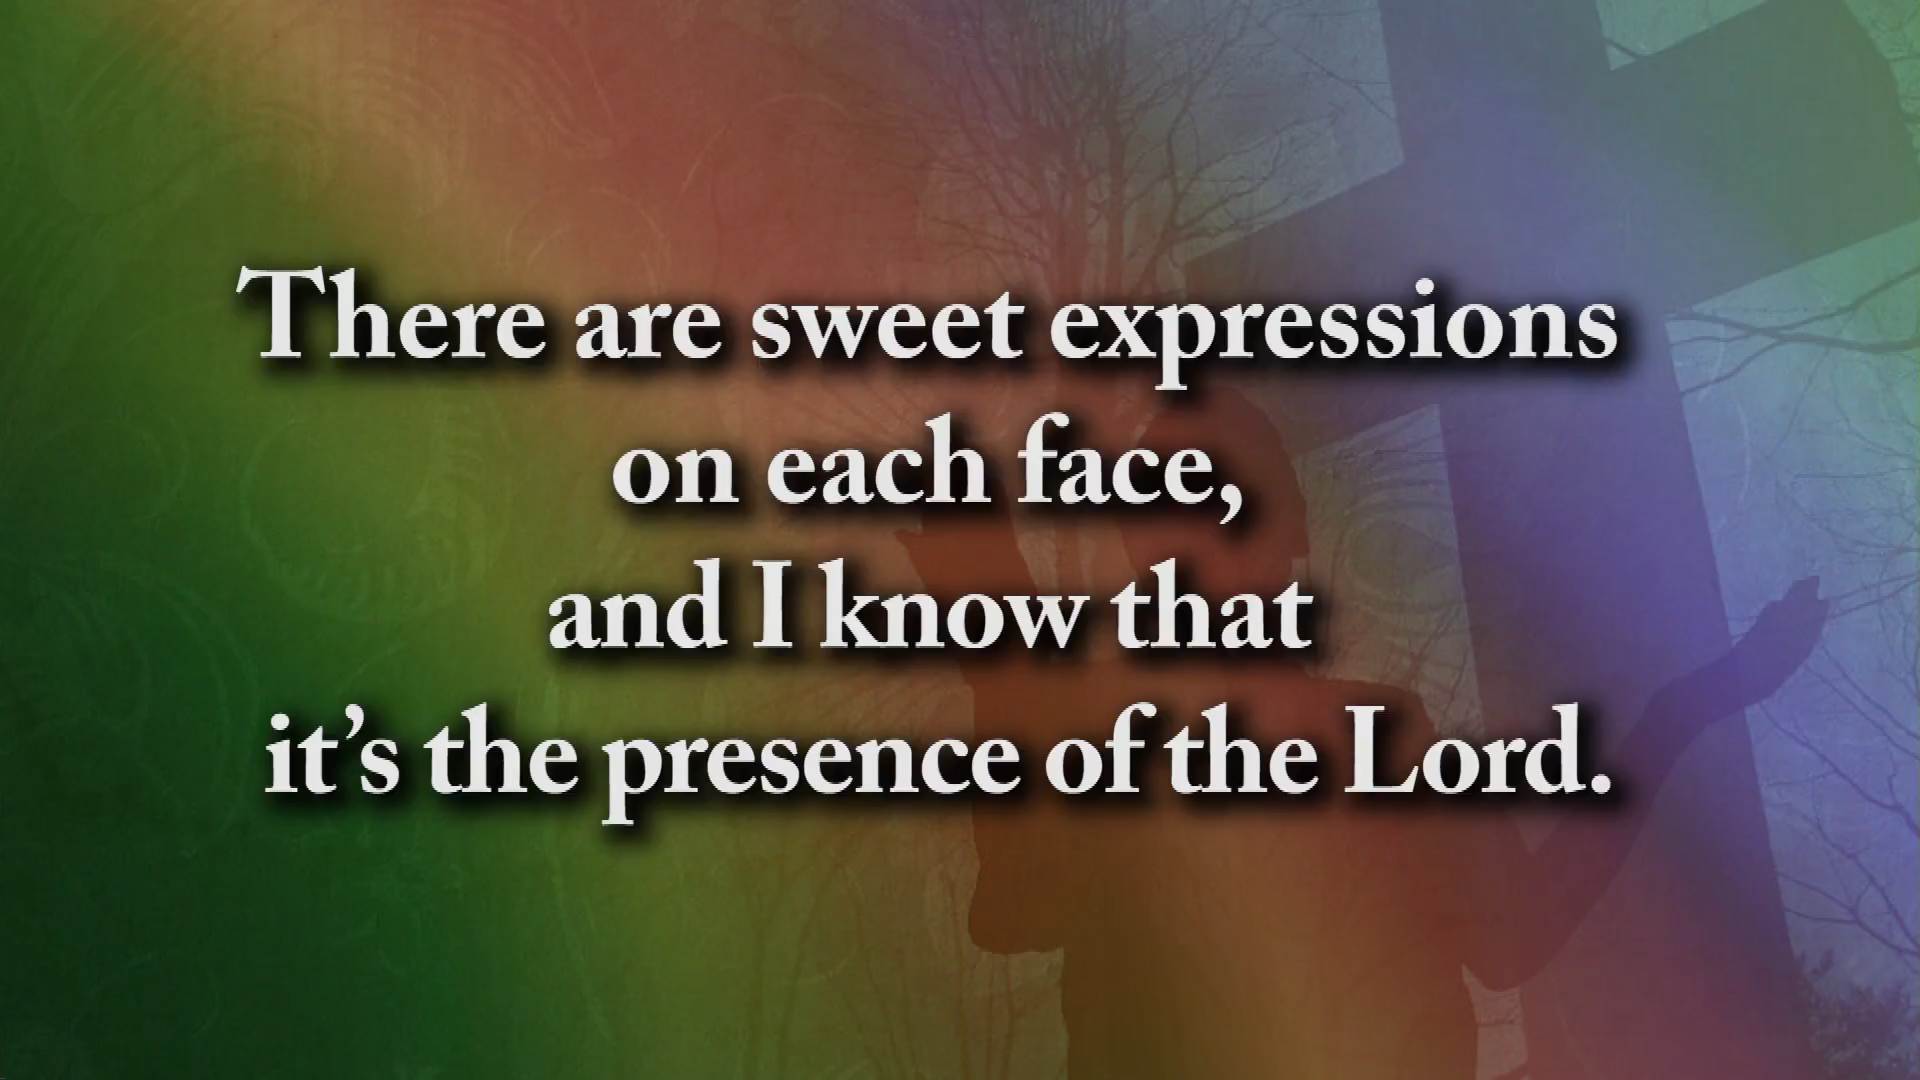 There are sweet expressions
on each face,
and I know that
it’s the presence of the Lord.